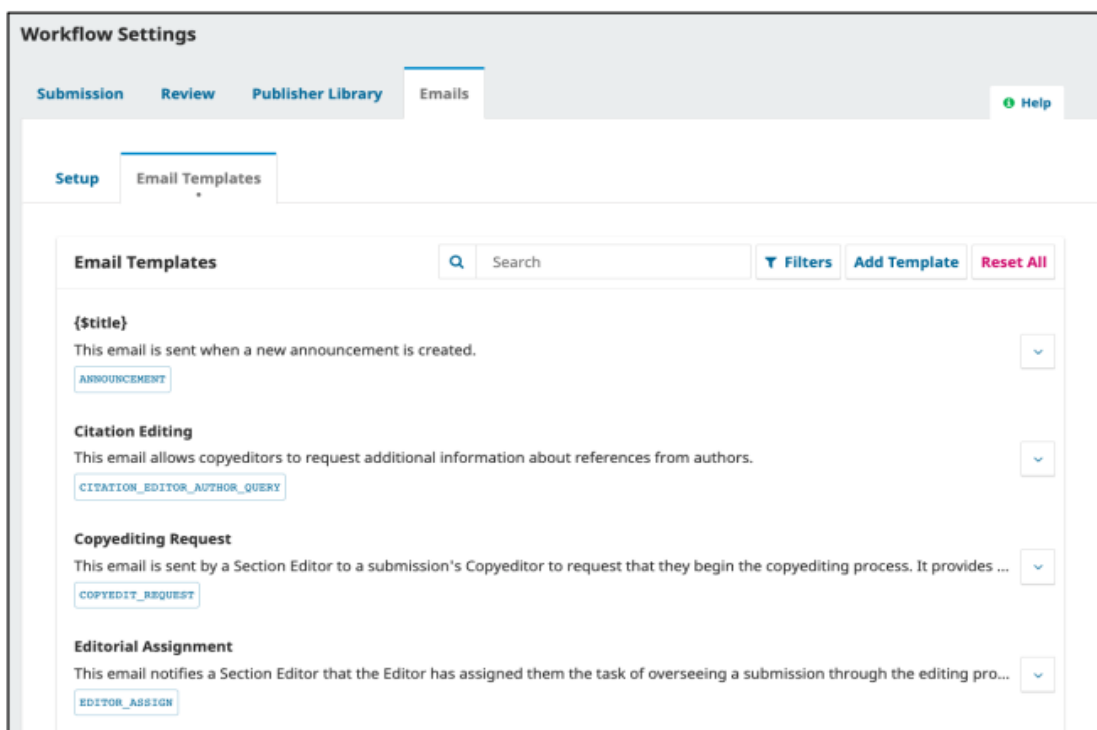 Workflow Settings
Submission Review Publisher Library Emails
Help
Setup Email Templates
Email Templates Search Filters Add Template Reset All
{$title}
This email is sent when a new announcement is created.
ANNOUNCEMENT
Citation Editing
This email allows copyeditors to request additional information about references from authors.
CITATION_EDITOR_AUTHOR_QUERY
Copyediting Request
This email is sent by a Section Editor to a submission's Copyeditor to request that they begin the copyediting process. It provides ...
COPYEDIT_REQUEST
Editorial Assignment
This email notifies a Section Editor that the Editor has assigned them the task of overseeing a submission through the editing pro...
EDITOR_ASSIGN